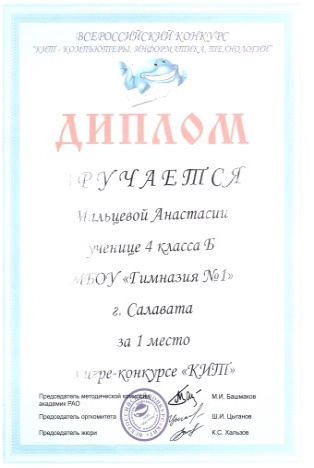 ВСЕРОССИЙСКИЙ КОНКУРС
"КИТ - КОМПЬЮТЕРЫ, ИНФОРМАТИКА, ТЕХНОЛОГИИ"
ДИПЛОМ
ВРУЧАЕТСЯ
Мальцевой Анастасии
ученице 4 класса Б
МБОУ «Гимназия №1»
г. Салавата
за 1 место
в игре-конкурсе «КИТ»
Председатель методической комиссии, академик РАО М.И. Башмаков
Председатель оргкомитета Ш.И. Цыганов
Председатель жюри К.С. Хальзов